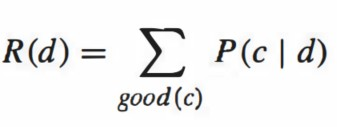 R(d) = ∑ P(c | d)
good(c)